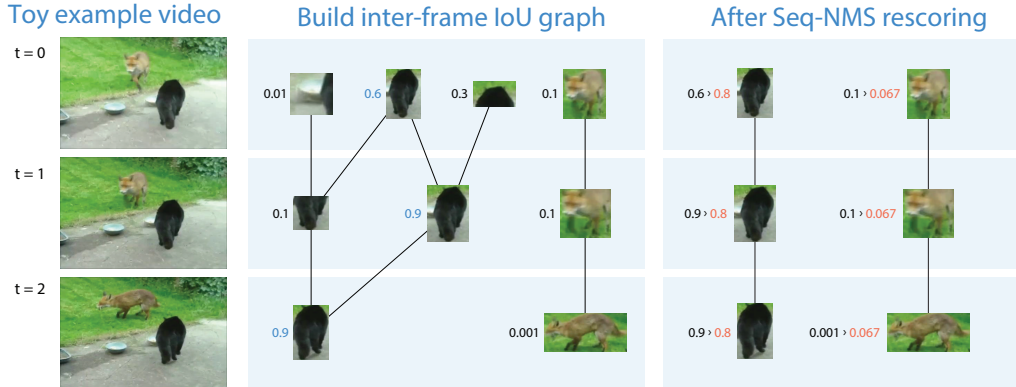 Toy example video
Build inter-frame IoU graph
After Seq-NMS rescoring
t = 0
0.01
0.6
0.3
0.1
0.6 › 0.8
0.1 › 0.067
t = 1
0.1
0.9
0.1
0.9 › 0.8
0.1 › 0.067
t = 2
0.9
0.001
0.9 › 0.8
0.001 › 0.067